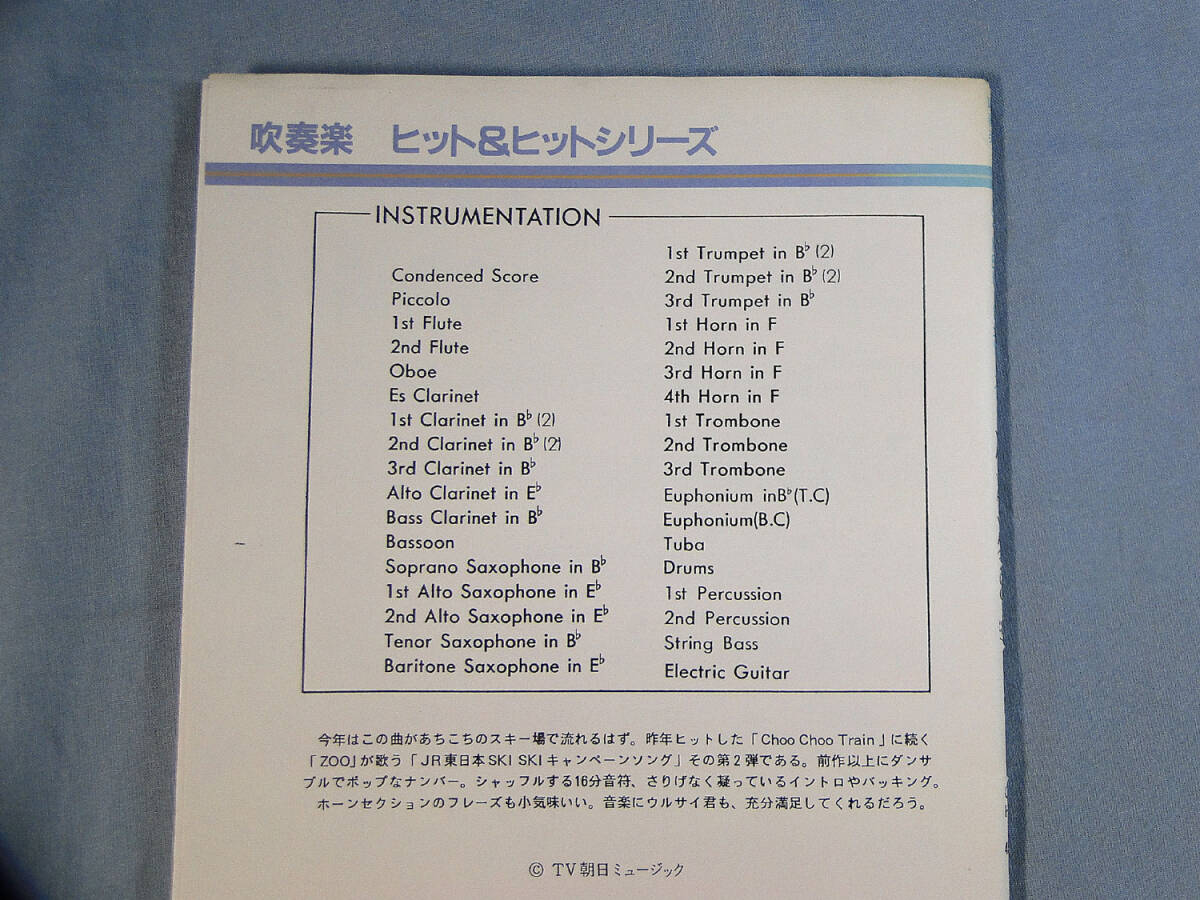 吹奏楽 ヒット&ヒットシリーズ
INSTRUMENTATION
Condenced Score
Piccolo
1st Flute
2nd Flute
Oboe
Es Clarinet
1st Clarinet in B♭ (2)
2nd Clarinet in B♭ (2)
3rd Clarinet in B♭
Alto Clarinet in E♭
Bass Clarinet in B♭
Bassoon
Soprano Saxophone in B♭
1st Alto Saxophone in E♭
2nd Alto Saxophone in E♭
Tenor Saxophone in B♭
Baritone Saxophone in E♭
1st Trumpet in B♭ (2)
2nd Trumpet in B♭ (2)
3rd Trumpet in B♭
1st Horn in F
2nd Horn in F
3rd Horn in F
4th Horn in F
1st Trombone
2nd Trombone
3rd Trombone
Euphonium inB♭(T.C)
Euphonium(B.C)
Tuba
Drums
1st Percussion
2nd Percussion
String Bass
Electric Guitar
今年はこの曲があちこちのスキー場で流れるはず。昨年ヒットした「Choo Choo Train」に続く
「ZOO」が歌う「JR東日本SKI SKIキャンペーンソング」その第2弾である。前作以上にダンサ
ブルでポップなナンバー。シャッフルする16分音符、さりげなく凝っているイントロやバッキング。
ホーンセクションのフレーズも小気味いい。音楽にウルサイ君も、充分満足してくれるだろう。
© TV朝日ミュージック